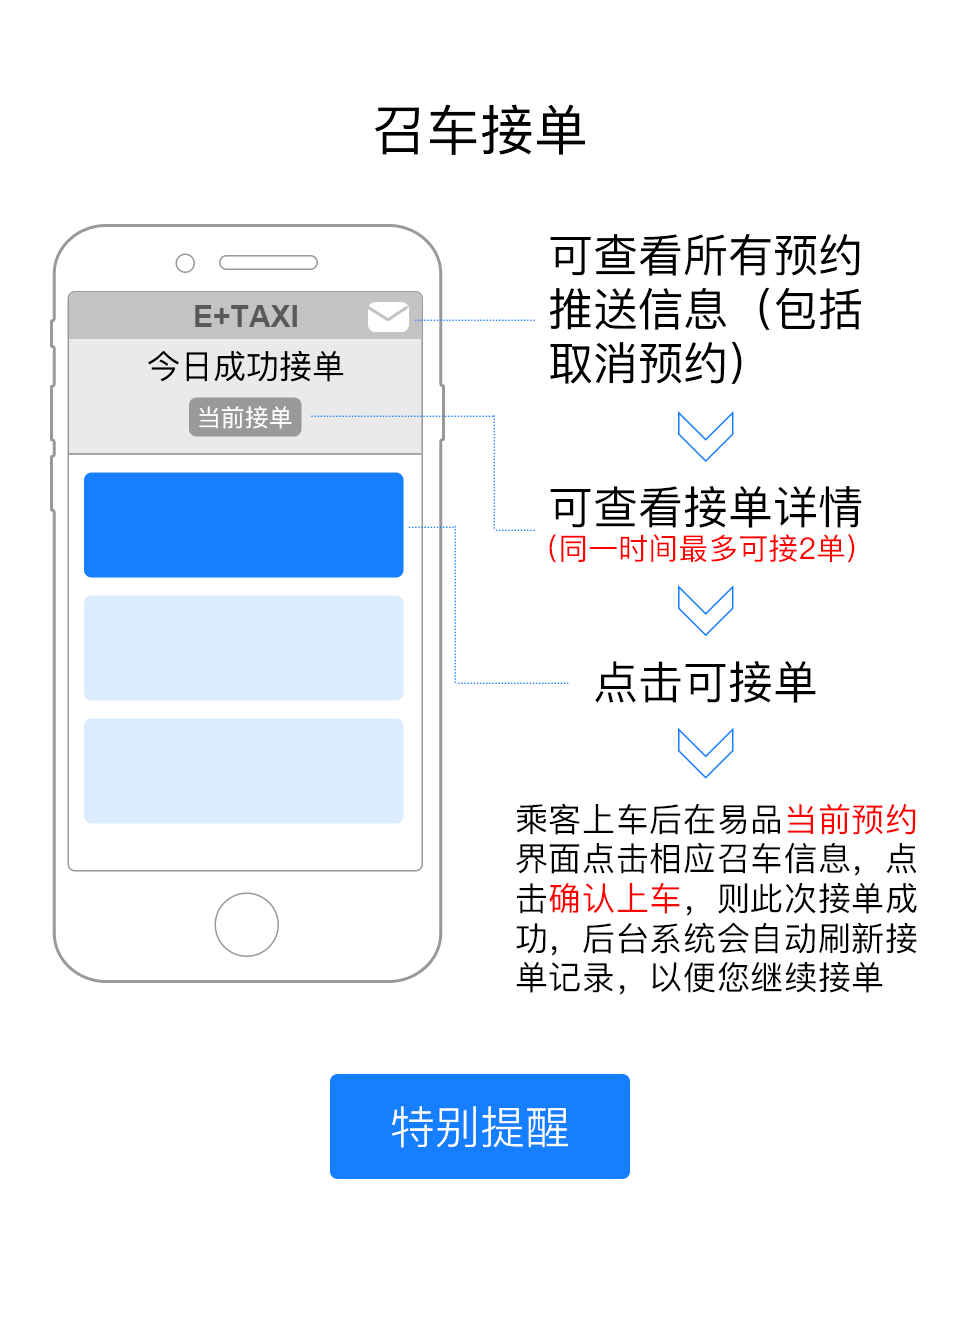 召车接单
E+TAXI
今日成功接单
当前接单
可查看所有预约
推送信息（包括
取消预约）
可查看接单详情
（同一时间最多可接2单）
点击可接单
乘客上车后在易品当前预约
界面点击相应召车信息，点
击确认上车，则此次接单成
功，后台系统会自动刷新接
单记录，以便您继续接单
特别提醒